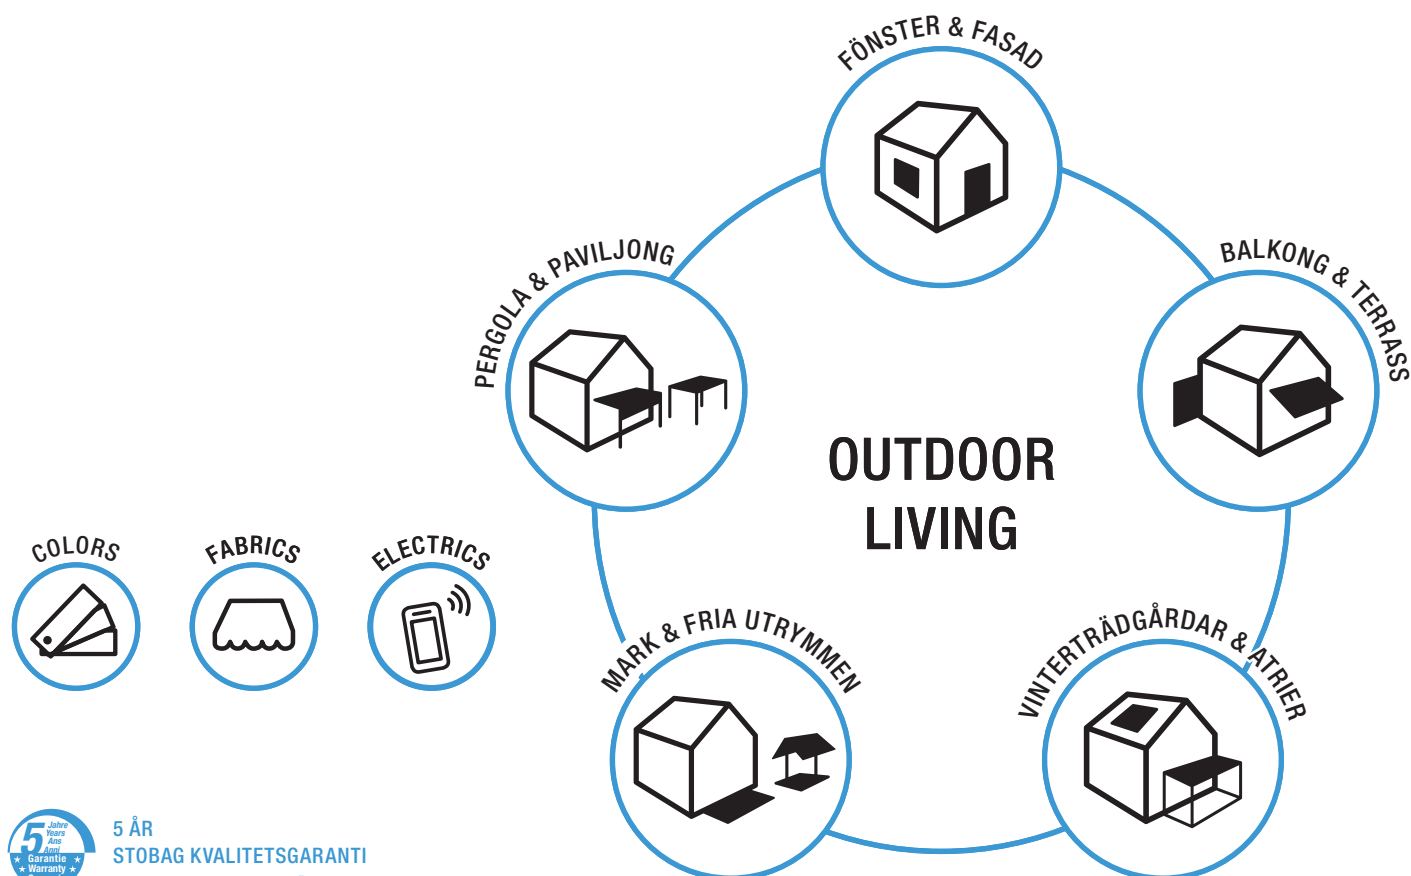 FÖNSTER & FASAD
PERGOLA & PAVILJONG
BALKONG & TERRASS
OUTDOOR
LIVING
COLORS
FABRICS
ELECTRICS
MARK & FRIA UTRYMMEN
VINTERTRÄDGÅRDAR & ATRIER
5 Jahre
Years
Ans
Anni
Garantie
Warranty
5 ÅR
STOBAG KVALITETSGARANTI